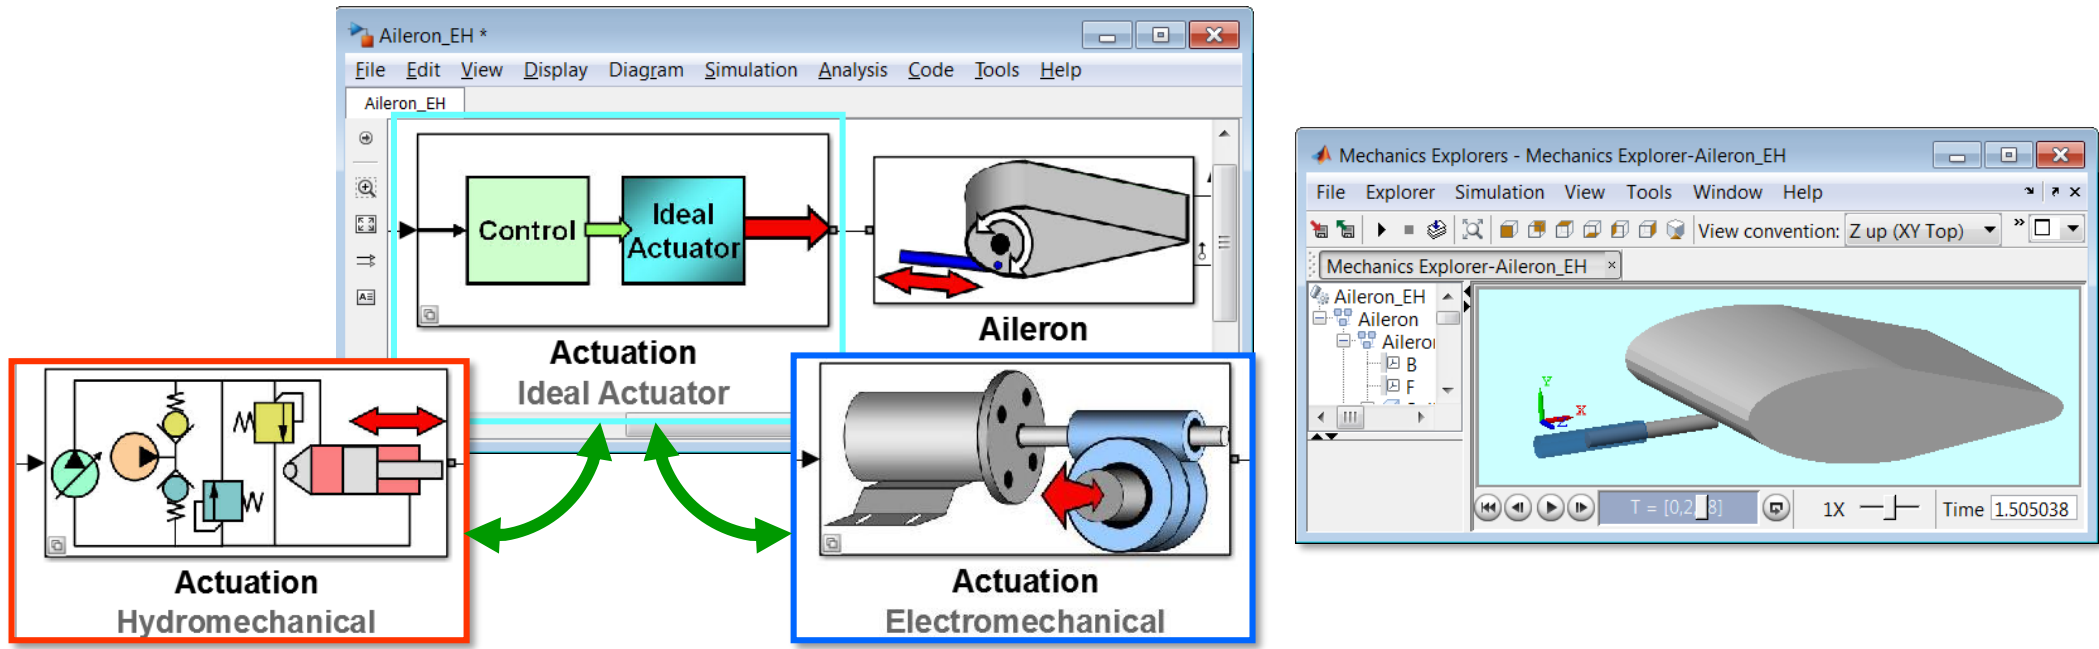 Aileron_EH *
File Edit View Display Diagram Simulation Analysis Code Tools Help
Aileron_EH
Control
Ideal
Actuator
Actuation
Ideal Actuator
Aileron
Actuation
Hydromechanical
Actuation
Electromechanical
Mechanics Explorers - Mechanics Explorer-Aileron_EH
File Explorer Simulation View Tools Window Help
View convention: Z up (XY Top)
Mechanics Explorer-Aileron_EH
Aileron_EH
Aileron
B
F
Y
X
Z
1X
Time 1.505038